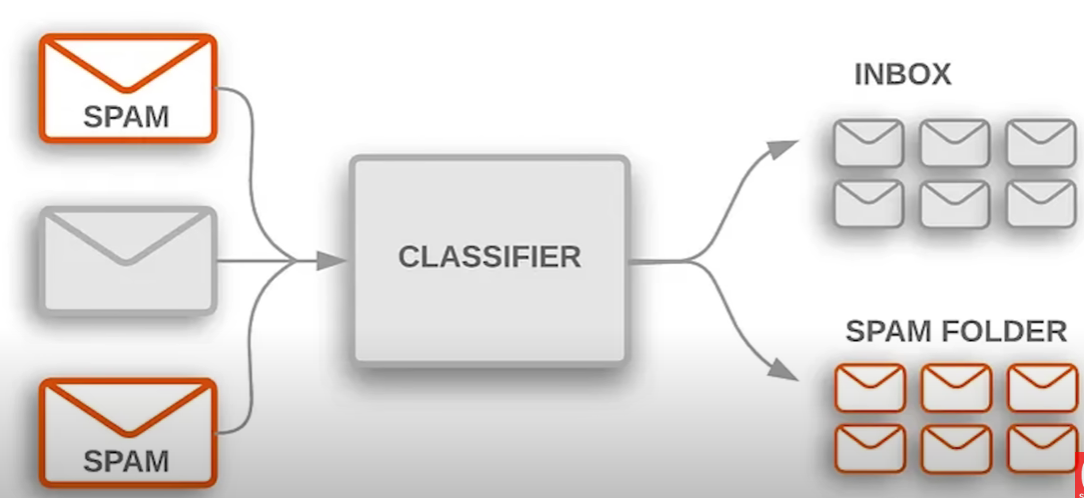 SPAM
CLASSIFIER
SPAM
INBOX
SPAM FOLDER